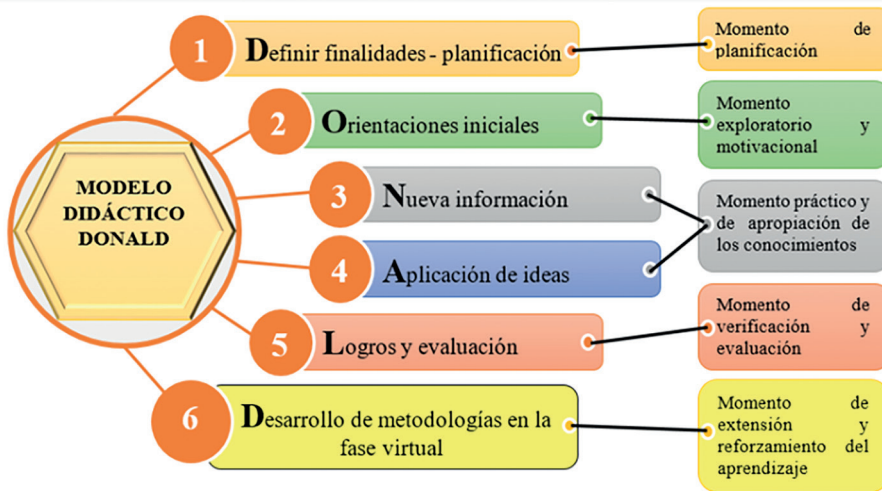 MODELO
DIDÁCTICO
DONALD
1
Definir finalidades - planificación
Momento de
planificación
2
Orientaciones iniciales
Momento
exploratorio y
motivacional
3
Nueva información
4
Aplicación de ideas
Momento práctico y
de apropiación de
los conocimientos
5
Logros y evaluación
Momento de
verificación y
evaluación
6
Desarrollo de metodologías en la
fase virtual
Momento de
extensión y
reforzamiento del
aprendizaje